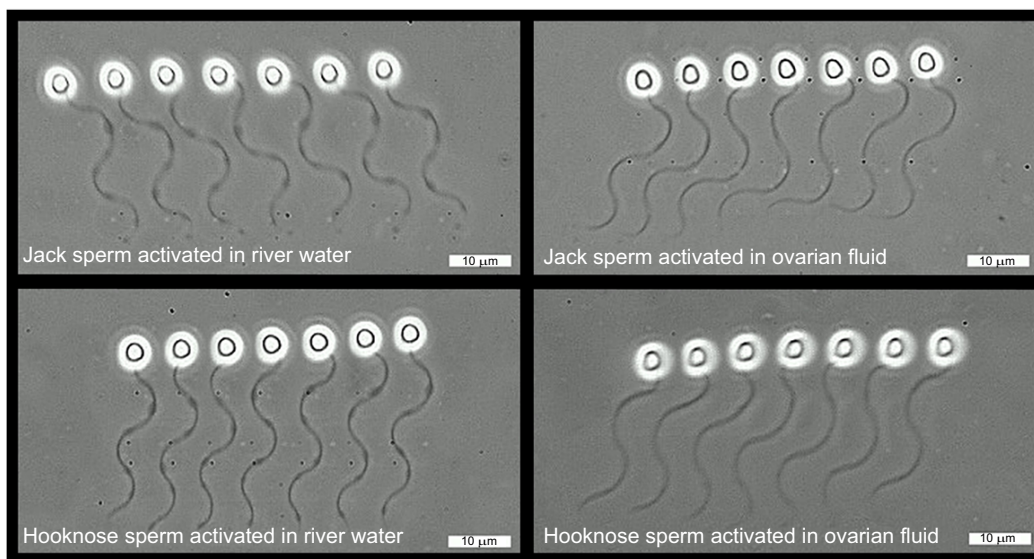 Jack sperm activated in river water
10 µm
Jack sperm activated in ovarian fluid
10 µm
Hooknose sperm activated in river water
10 µm
Hooknose sperm activated in ovarian fluid
10 µm